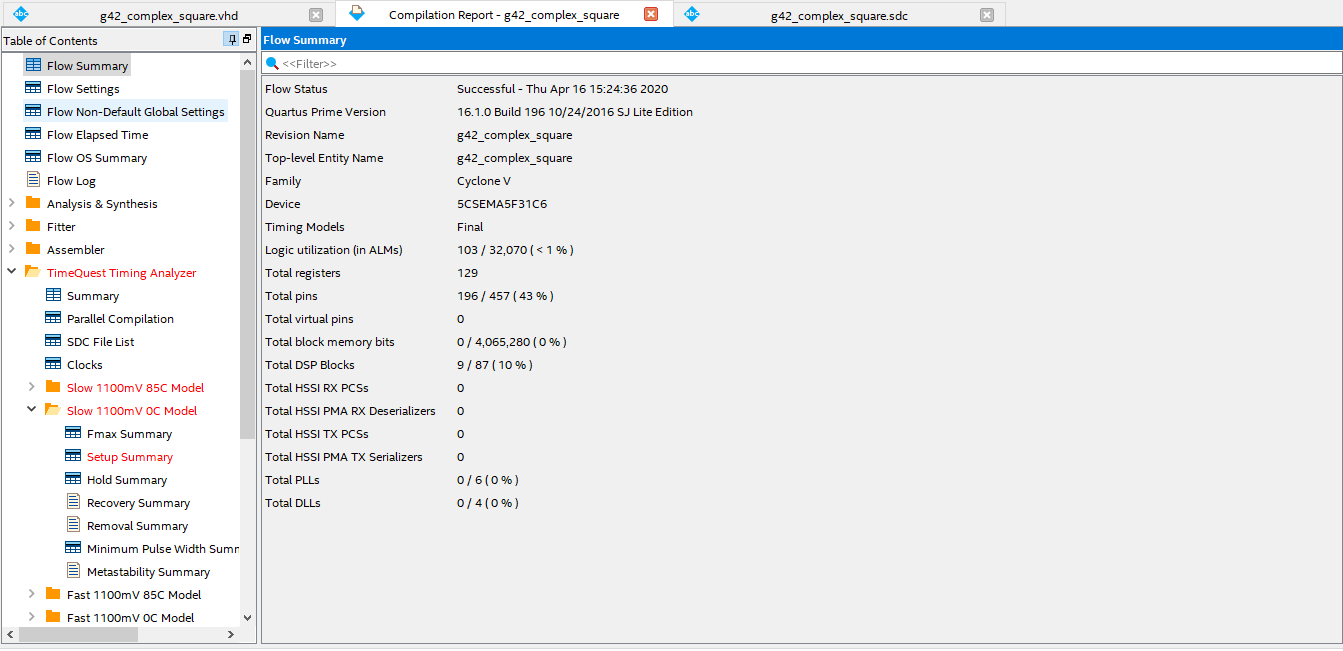 g42_complex_square.vhd
Compilation Report - g42_complex_square
g42_complex_square.sdc
Table of Contents
Flow Summary
Flow Settings
Flow Non-Default Global Settings
Flow Elapsed Time
Flow OS Summary
Flow Log
Analysis & Synthesis
Fitter
Assembler
TimeQuest Timing Analyzer
Summary
Parallel Compilation
SDC File List
Clocks
Slow 1100mV 85C Model
Slow 1100mV 0C Model
Fmax Summary
Setup Summary
Hold Summary
Recovery Summary
Removal Summary
Minimum Pulse Width Summ
Metastability Summary
Fast 1100mV 85C Model
Fast 1100mV 0C Model
Flow Summary
<<Filter>>
Flow Status Successful - Thu Apr 16 15:24:36 2020
Quartus Prime Version 16.1.0 Build 196 10/24/2016 SJ Lite Edition
Revision Name g42_complex_square
Top-level Entity Name g42_complex_square
Family Cyclone V
Device 5CSEMA5F31C6
Timing Models Final
Logic utilization (in ALMs) 103 / 32,070 ( < 1 % )
Total registers 129
Total pins 196 / 457 ( 43 % )
Total virtual pins 0
Total block memory bits 0 / 4,065,280 ( 0 % )
Total DSP Blocks 9 / 87 ( 10 % )
Total HSSI RX PCSs 0
Total HSSI PMA RX Deserializers 0
Total HSSI TX PCSs 0
Total HSSI PMA TX Serializers 0
Total PLLs 0 / 6 ( 0 % )
Total DLLs 0 / 4 ( 0 % )